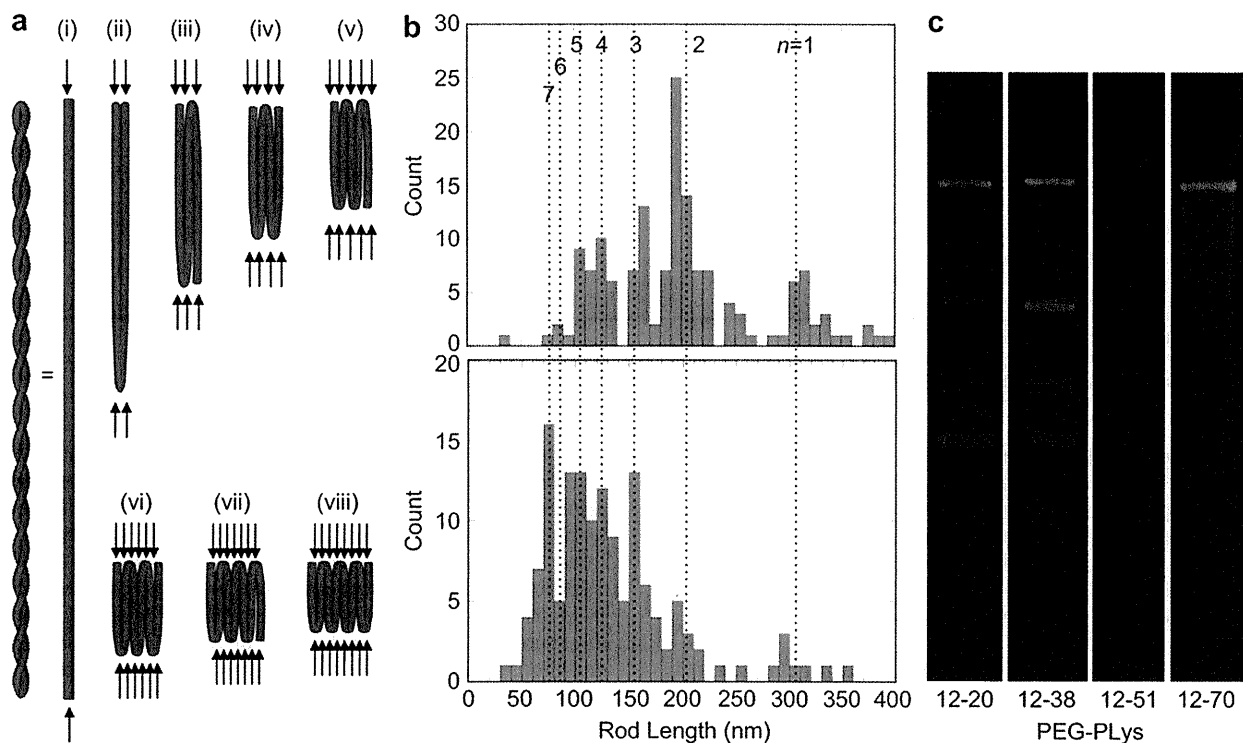 a (i) (ii) (iii) (iv) (v)
=
(vi) (vii) (viii)
b
30
25
20
15
10
5
0
Count
7 6 5 4 3 2 n=1
20
15
10
5
0
Count
0 50 100 150 200 250 300 350 400
Rod Length (nm)
c
12-20 12-38 12-51 12-70
PEG-PLys